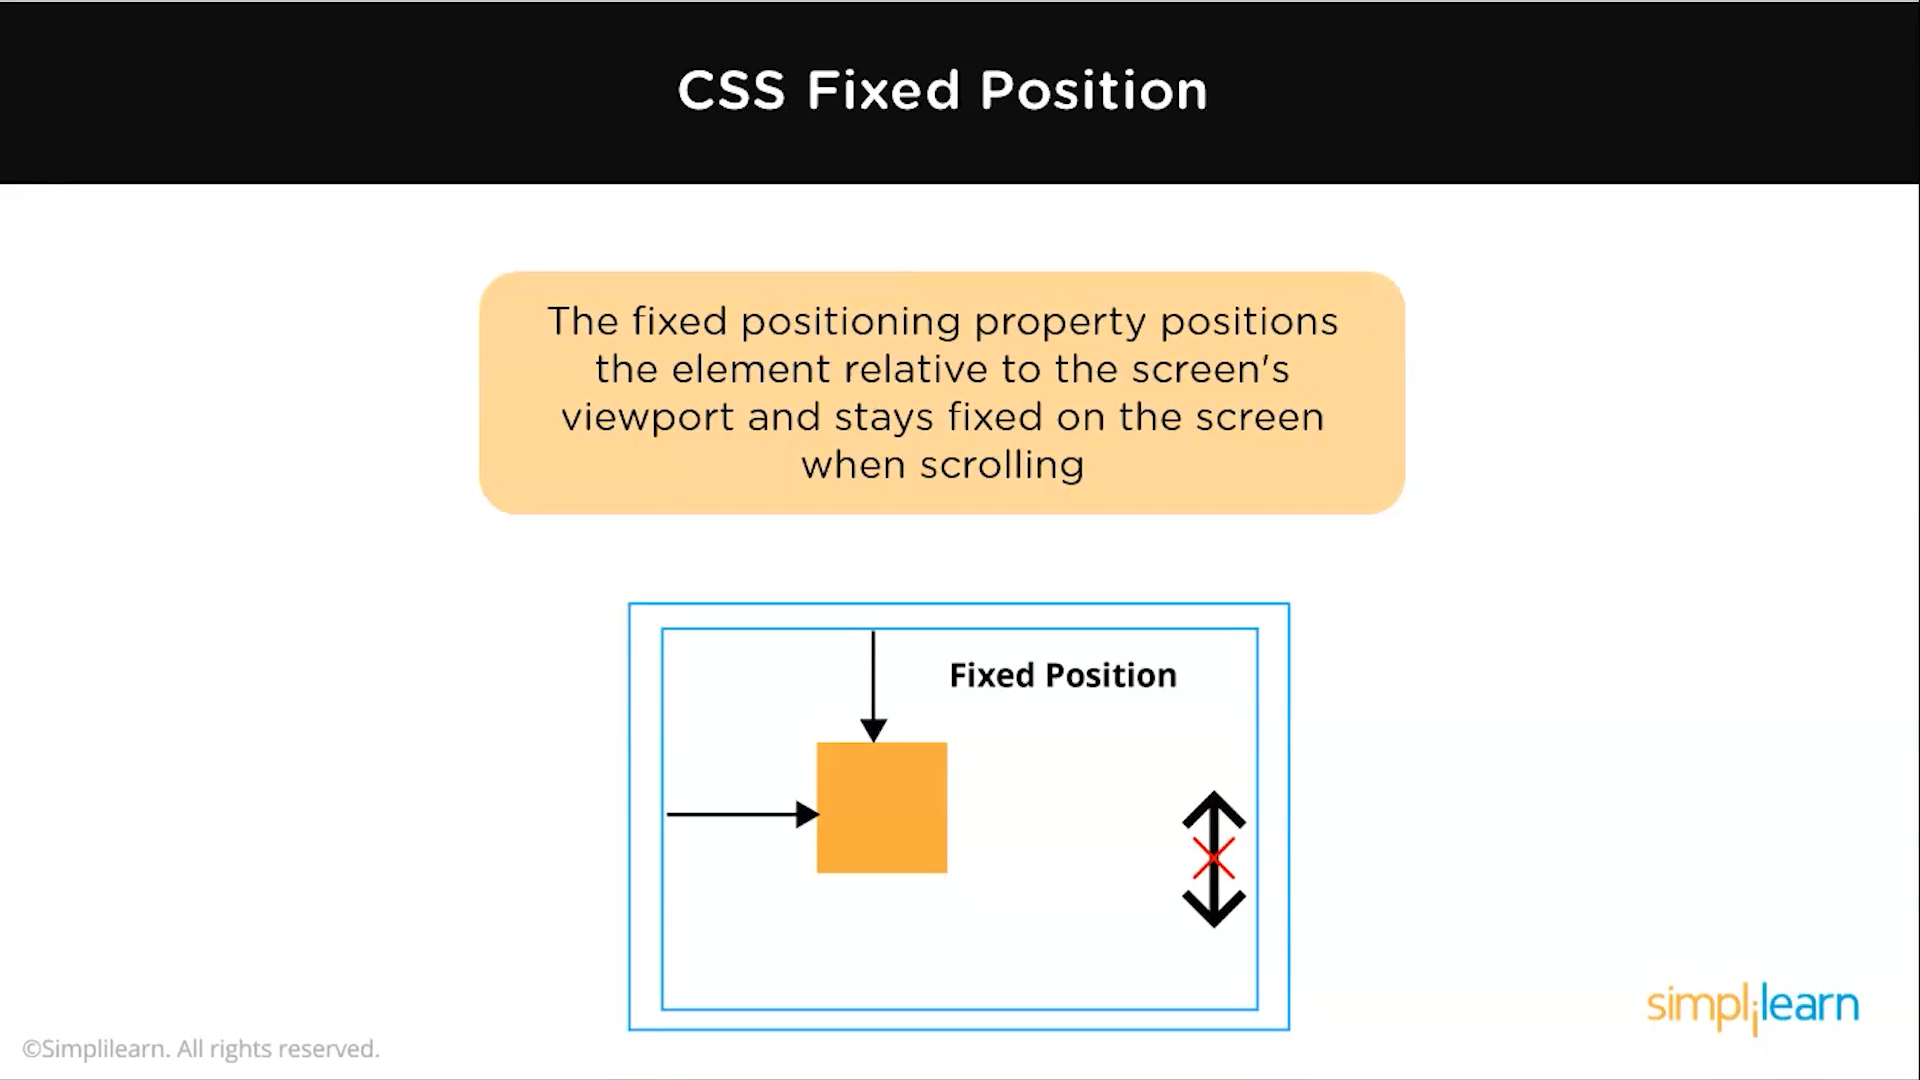 CSS Fixed Position
The fixed positioning property positions
the element relative to the screen's
viewport and stays fixed on the screen
when scrolling
Fixed Position
simplilearn
©Simplilearn. All rights reserved.